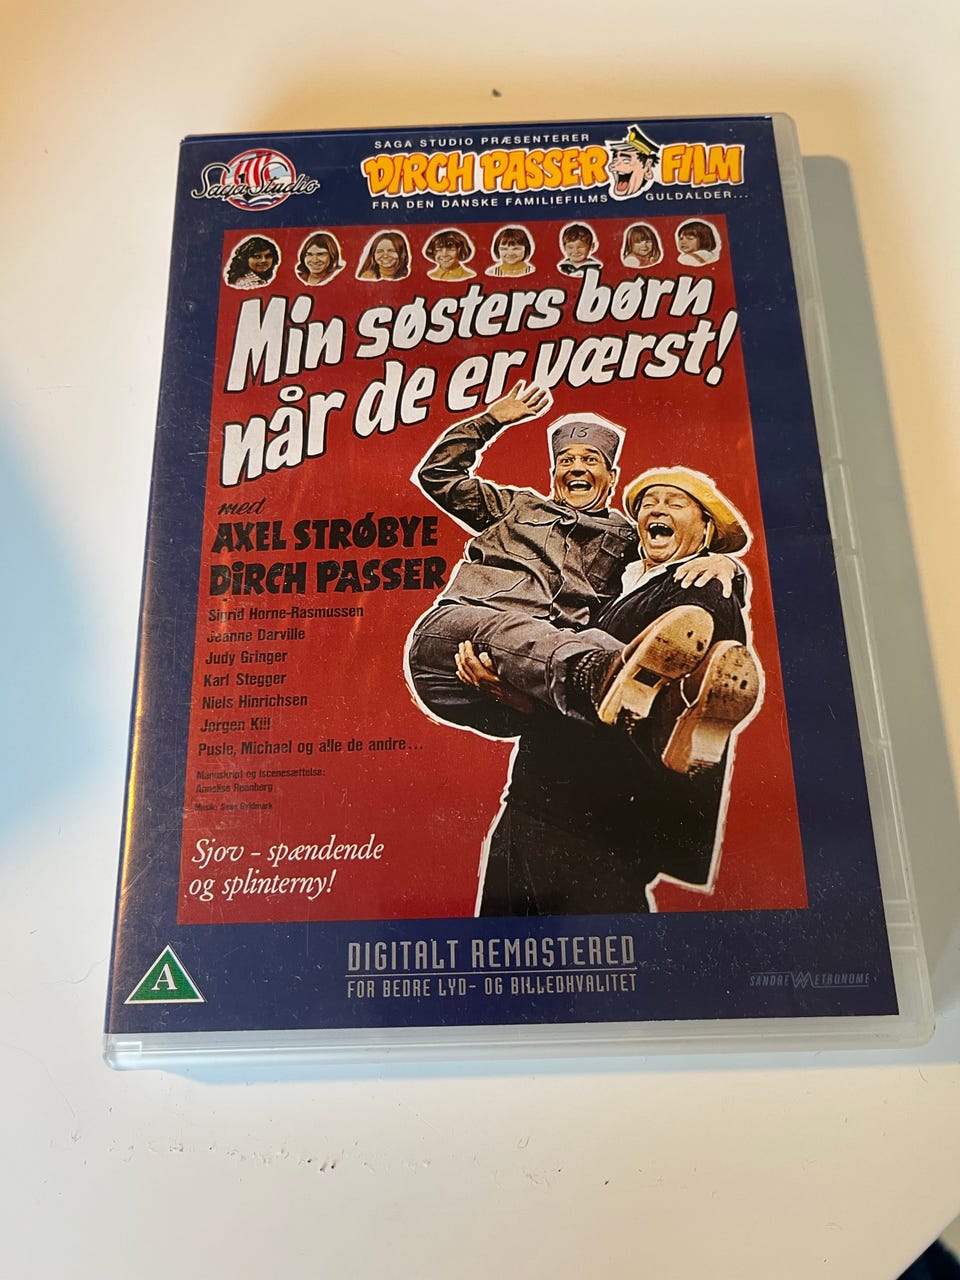 Saga Studio
SAGA STUDIO PRÆSENTERER
DIRCH PASSER FILM
FRA DEN DANSKE FAMILIEFILMS GULDALDER...
Min søsters børn
når de er værst!
med
AXEL STRØBYE
DIRCH PASSER
13
Sigrid Horne-Rasmussen
Jeanne Darville
Judy Gringer
Karl Stegger
Niels Hinrichsen
Jørgen Kiil
Pusle, Michael og alle de andre...
Manuskript og iscenesættelse:
Annelise Reenberg
Musik: Sven Gyldmark
Sjov - spændende
og splinterny!
A
DIGITALT REMASTERED
FOR BEDRE LYD- OG BILLEDKVALITET
SANDREW METRONOME